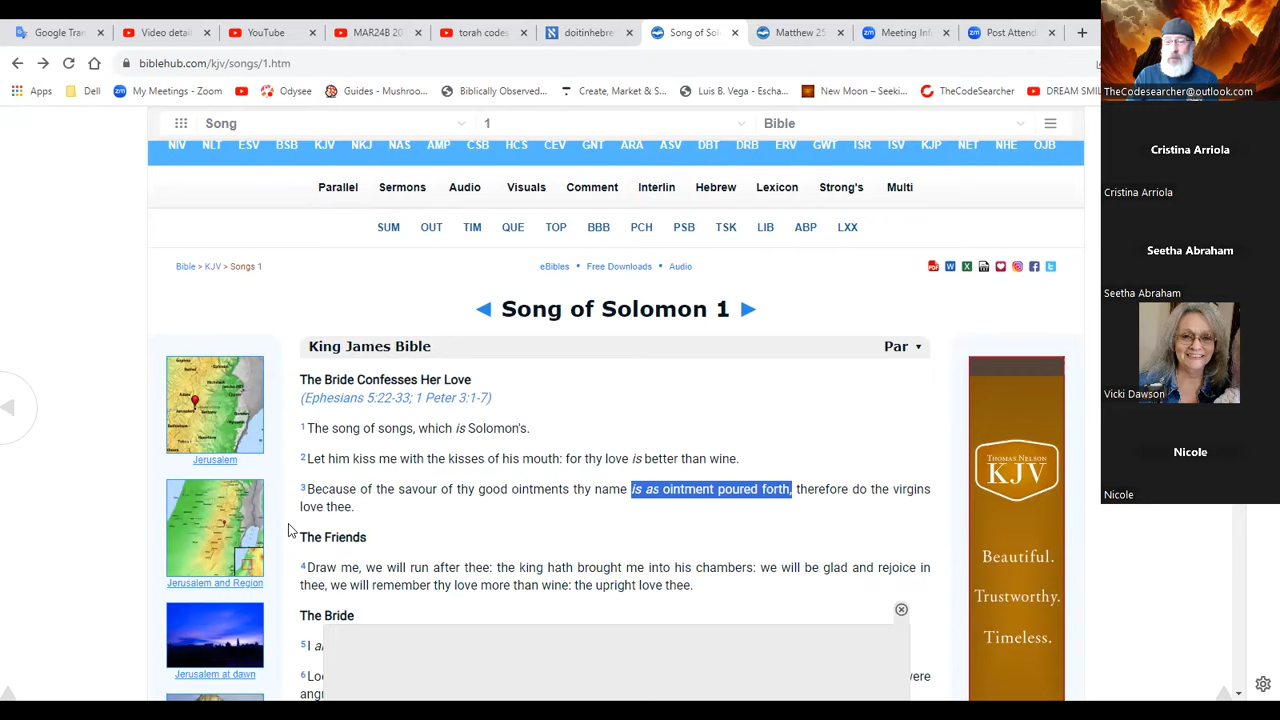 Google Tran
Video detai
YouTube
MAR24B 20
torah codes
doitinhebre
Song of Sol
Matthew 25
Meeting Inf
Post Attend
biblehub.com/kjv/songs/1.htm
Apps
Dell
My Meetings - Zoom
Odysee
Guides - Mushroo...
Biblically Observed...
Create, Market & S...
Luis B. Vega - Escha...
New Moon – Seeki...
TheCodeSearcher
DREAM SMIL
TheCodesearcher@outlook.com
Song
1
Bible
NIV NLT ESV BSB KJV NKJ NAS AMP CSB HCS CEV GNT ARA ASV DBT DRB ERV GWT ISR ISV KJP NET NHE OJB
Parallel Sermons Audio Visuals Comment Interlin Hebrew Lexicon Strong's Multi
SUM OUT TIM QUE TOP BBB PCH PSB TSK LIB ABP LXX
Bible > KJV > Songs 1
eBibles • Free Downloads • Audio
◄ Song of Solomon 1 ►
King James Bible
Par ▾
The Bride Confesses Her Love
(Ephesians 5:22-33; 1 Peter 3:1-7)
1The song of songs, which is Solomon's.
2Let him kiss me with the kisses of his mouth: for thy love is better than wine.
3Because of the savour of thy good ointments thy name is as ointment poured forth, therefore do the virgins
love thee.
The Friends
4Draw me, we will run after thee: the king hath brought me into his chambers: we will be glad and rejoice in
thee, we will remember thy love more than wine: the upright love thee.
The Bride
5I
6
were
angr
Jerusalem
Jerusalem and Region
Jerusalem at dawn
THOMAS NELSON
KJV
Beautiful.
Trustworthy.
Timeless.
Cristina Arriola
Cristina Arriola
Seetha Abraham
Seetha Abraham
Vicki Dawson
Nicole
Nicole